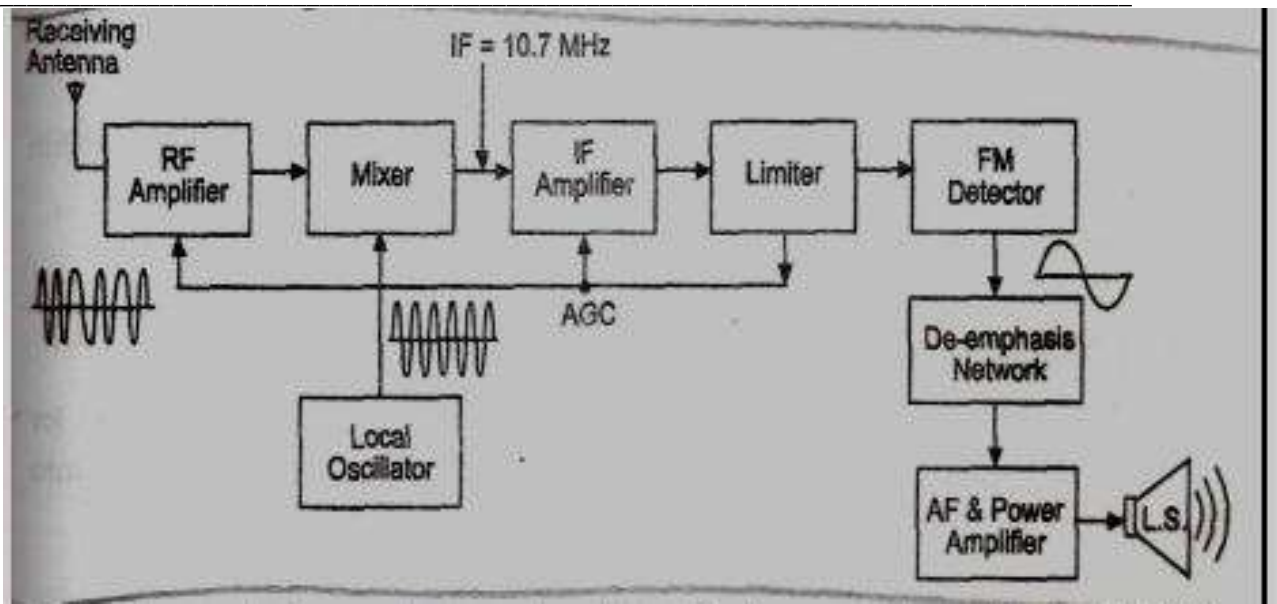 Receiving
Antenna
IF = 10.7 MHz
RF
Amplifier
Mixer
IF
Amplifier
Limiter
FM
Detector
AGC
De-emphasis
Network
Local
Oscillator
AF & Power
Amplifier
L.S.